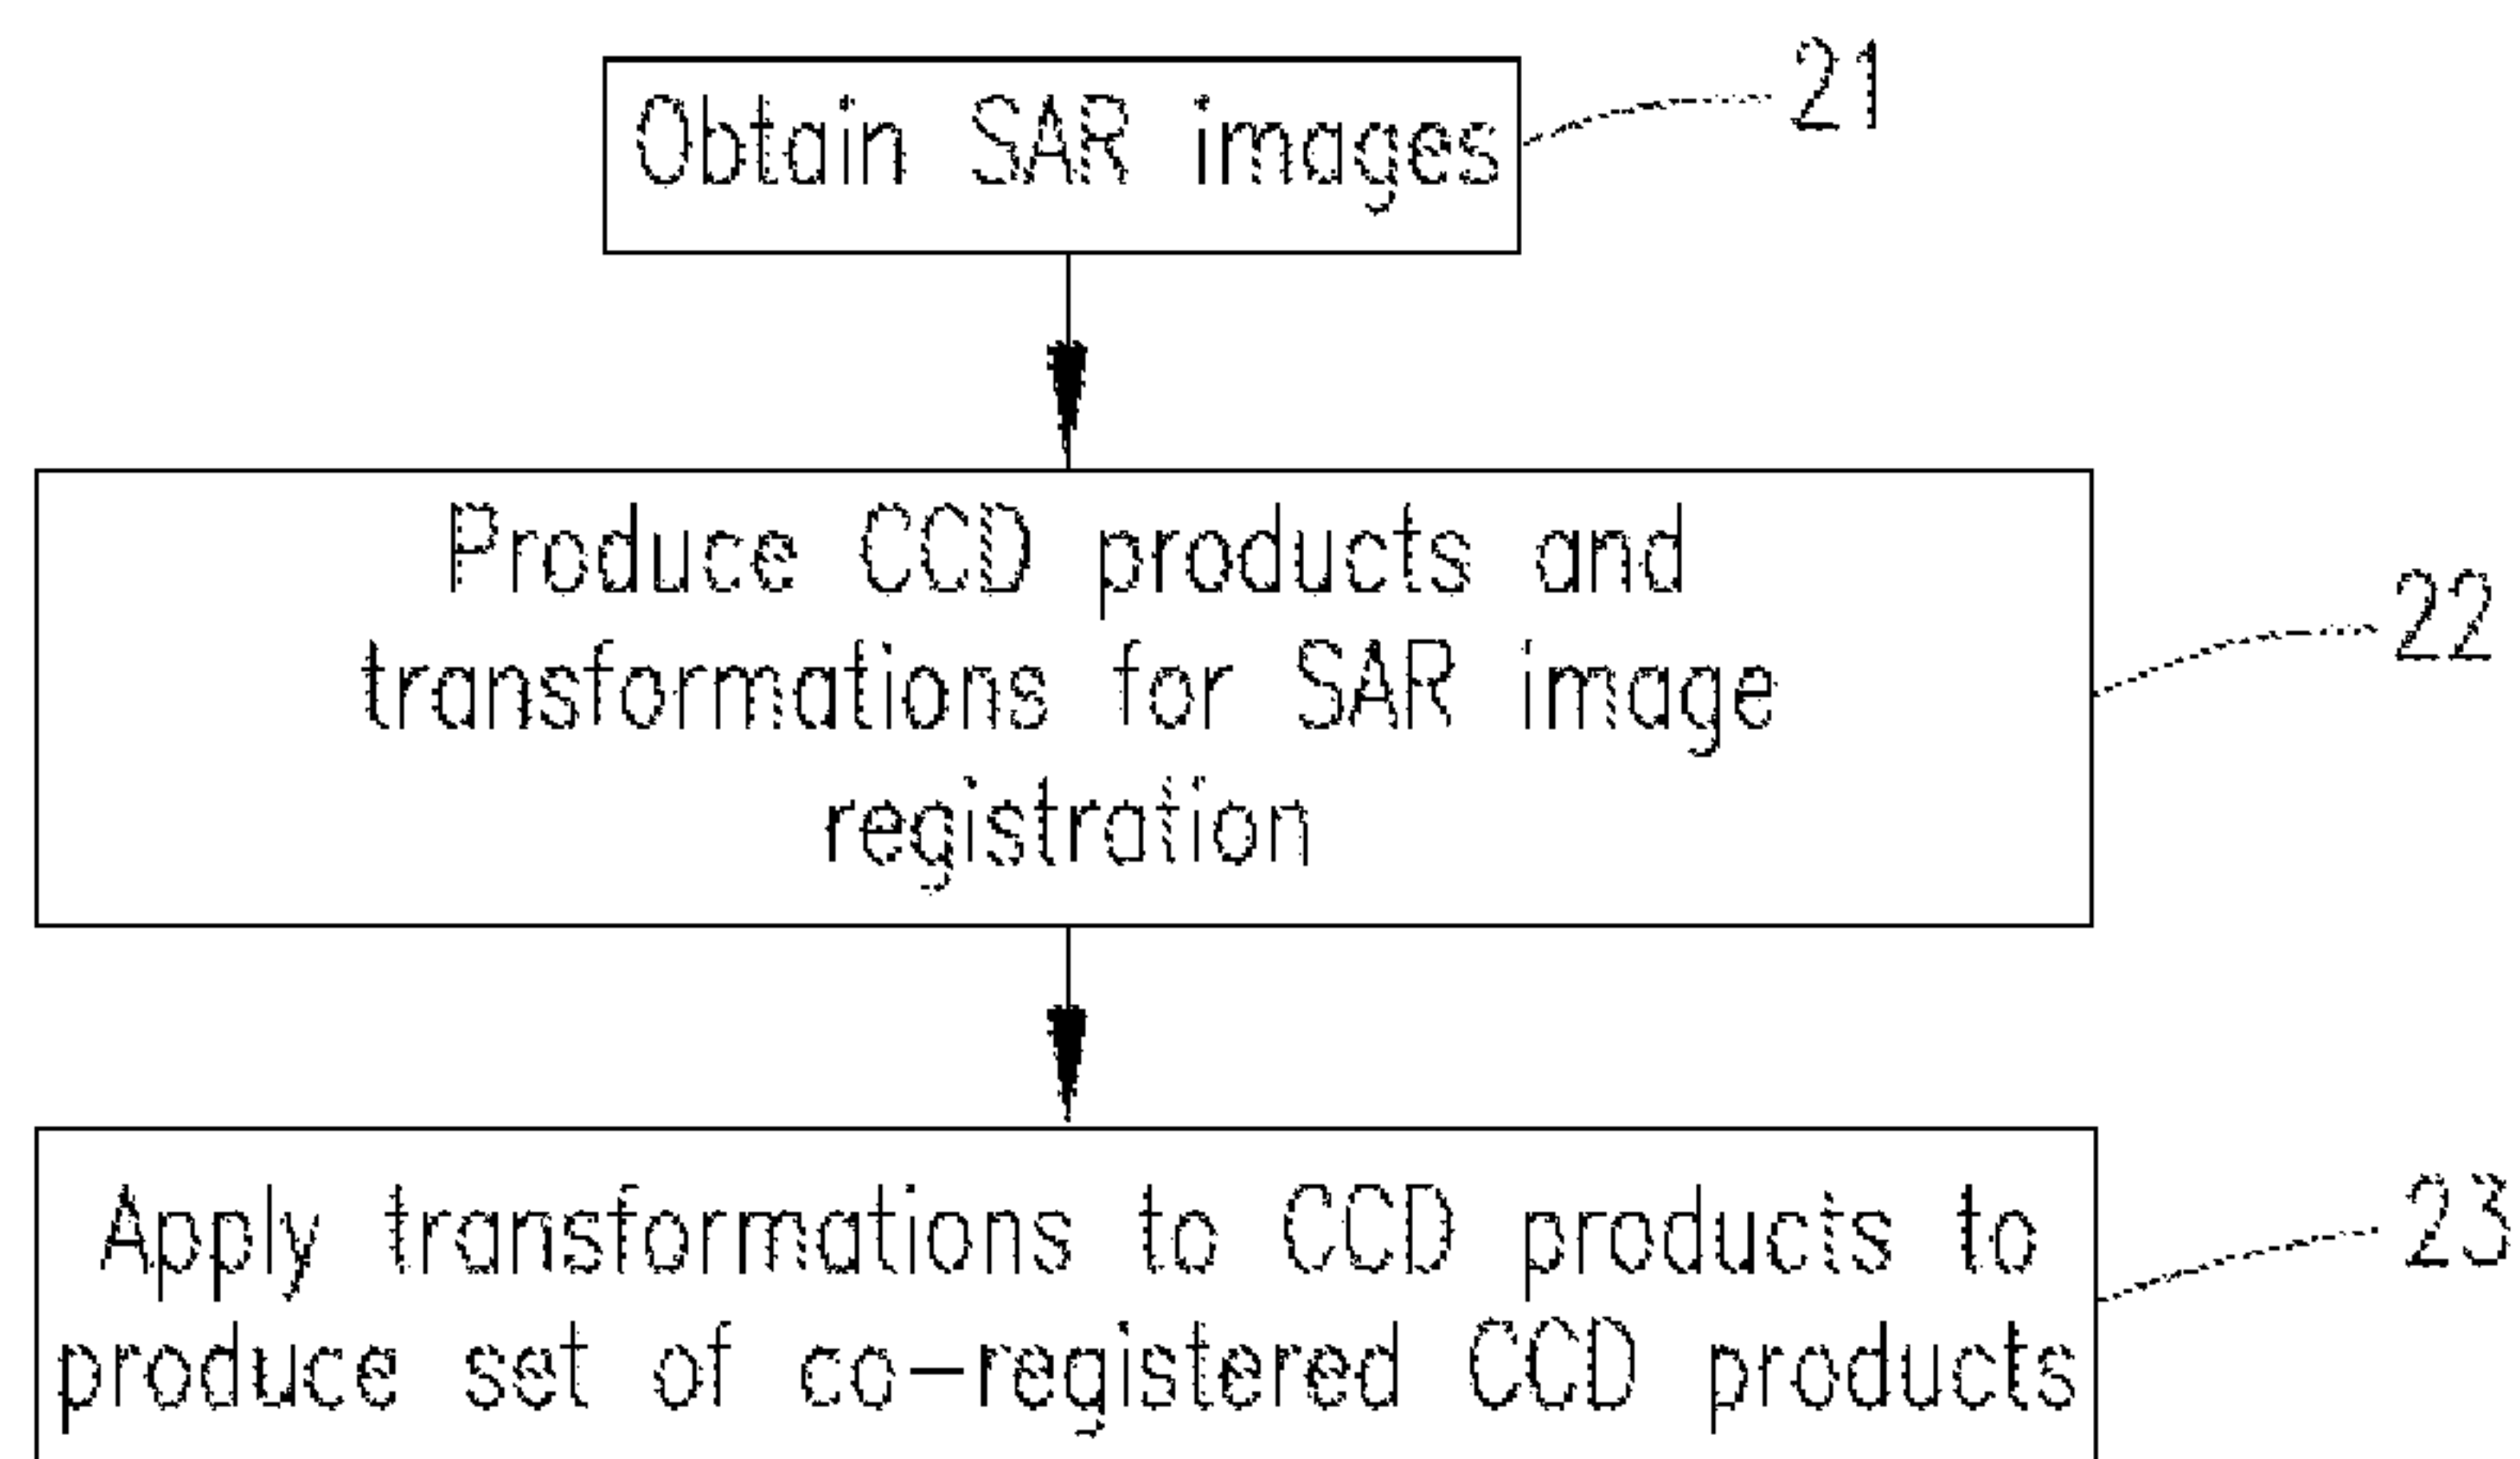 Obtain SAR images
21
Produce CCD products and
transformations for SAR image
registration
22
Apply transformations to CCD products to
produce set of co-registered CCD products
23